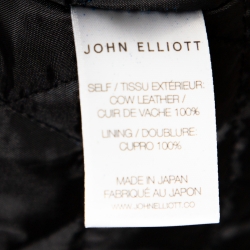 JOHN ELLIOTT
SELF / TISSU EXTÉRIEUR:
COW LEATHER /
CUIR DE VACHE 100%
LINING / DOUBLURE
CUPRO 100%
MADE IN JAPAN
FABRIQUÉ AU JAPON
WWW.JOHNELLIOTT.CO